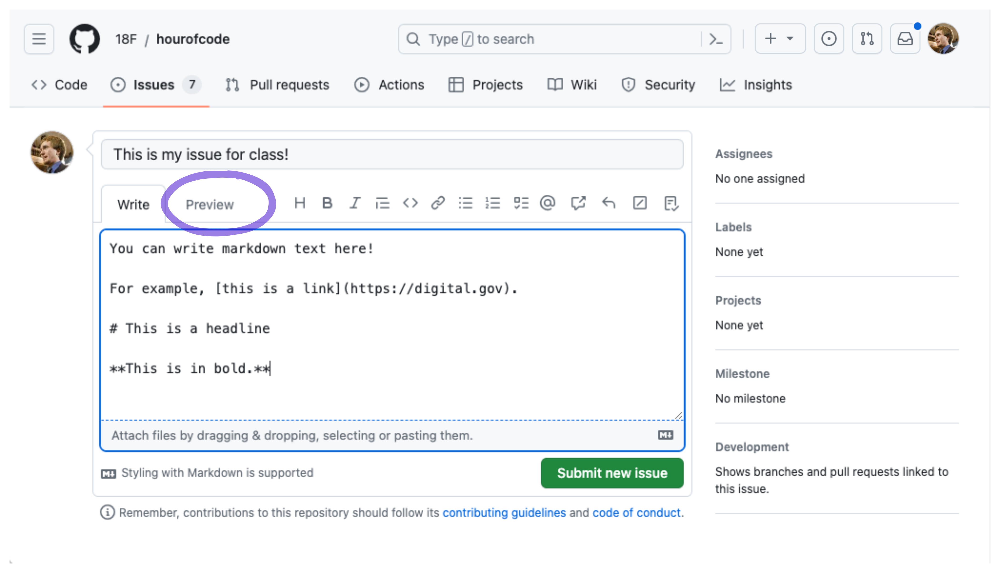 18F / hourofcode
Type / to search
Code
Issues 7
Pull requests
Actions
Projects
Wiki
Security
Insights
This is my issue for class!
Write
Preview
H B I
You can write markdown text here!
For example, [this is a link](https://digital.gov).
# This is a headline
**This is in bold.**
Attach files by dragging & dropping, selecting or pasting them.
Styling with Markdown is supported
Submit new issue
Remember, contributions to this repository should follow its contributing guidelines and code of conduct.
Assignees
No one assigned
Labels
None yet
Projects
None yet
Milestone
No milestone
Development
Shows branches and pull requests linked to
this issue.